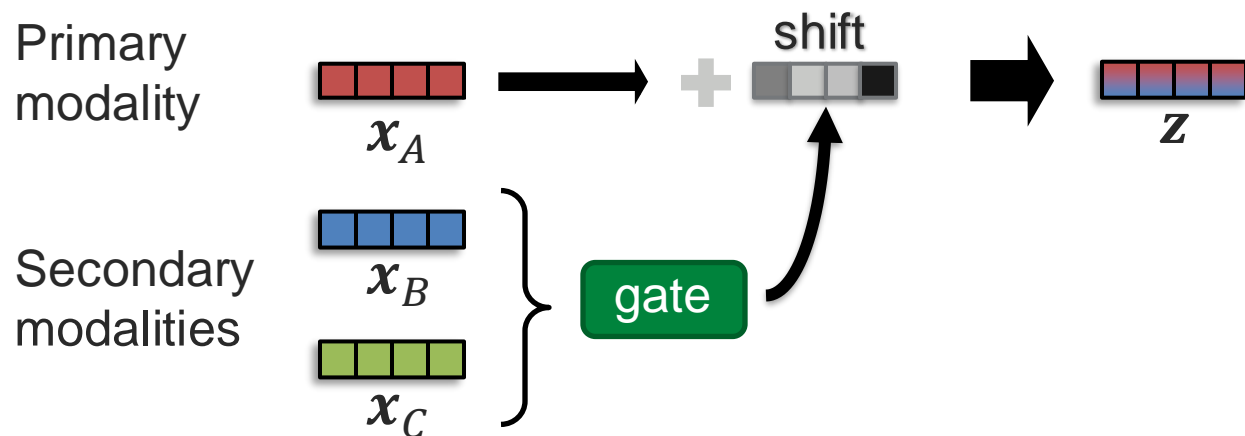 Primary
modality
shift
𝒙_A
𝒛
𝒙_B
Secondary
modalities
gate
𝒙_C